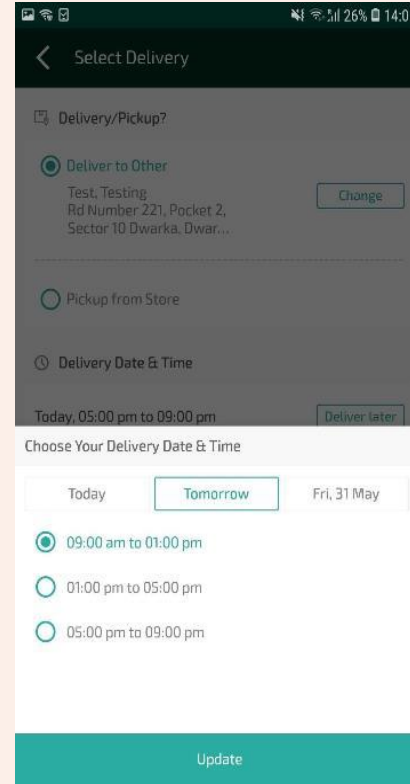 26% 14:0
Select Delivery
Delivery/Pickup?
Deliver to Other
Test, Testing
Rd Number 221, Pocket 2,
Sector 10 Dwarka, Dwar...
Change
Pickup from Store
Delivery Date & Time
Today, 05:00 pm to 09:00 pm
Deliver later
Choose Your Delivery Date & Time
Today Tomorrow Fri, 31 May
09:00 am to 01:00 pm
01:00 pm to 05:00 pm
05:00 pm to 09:00 pm
Update